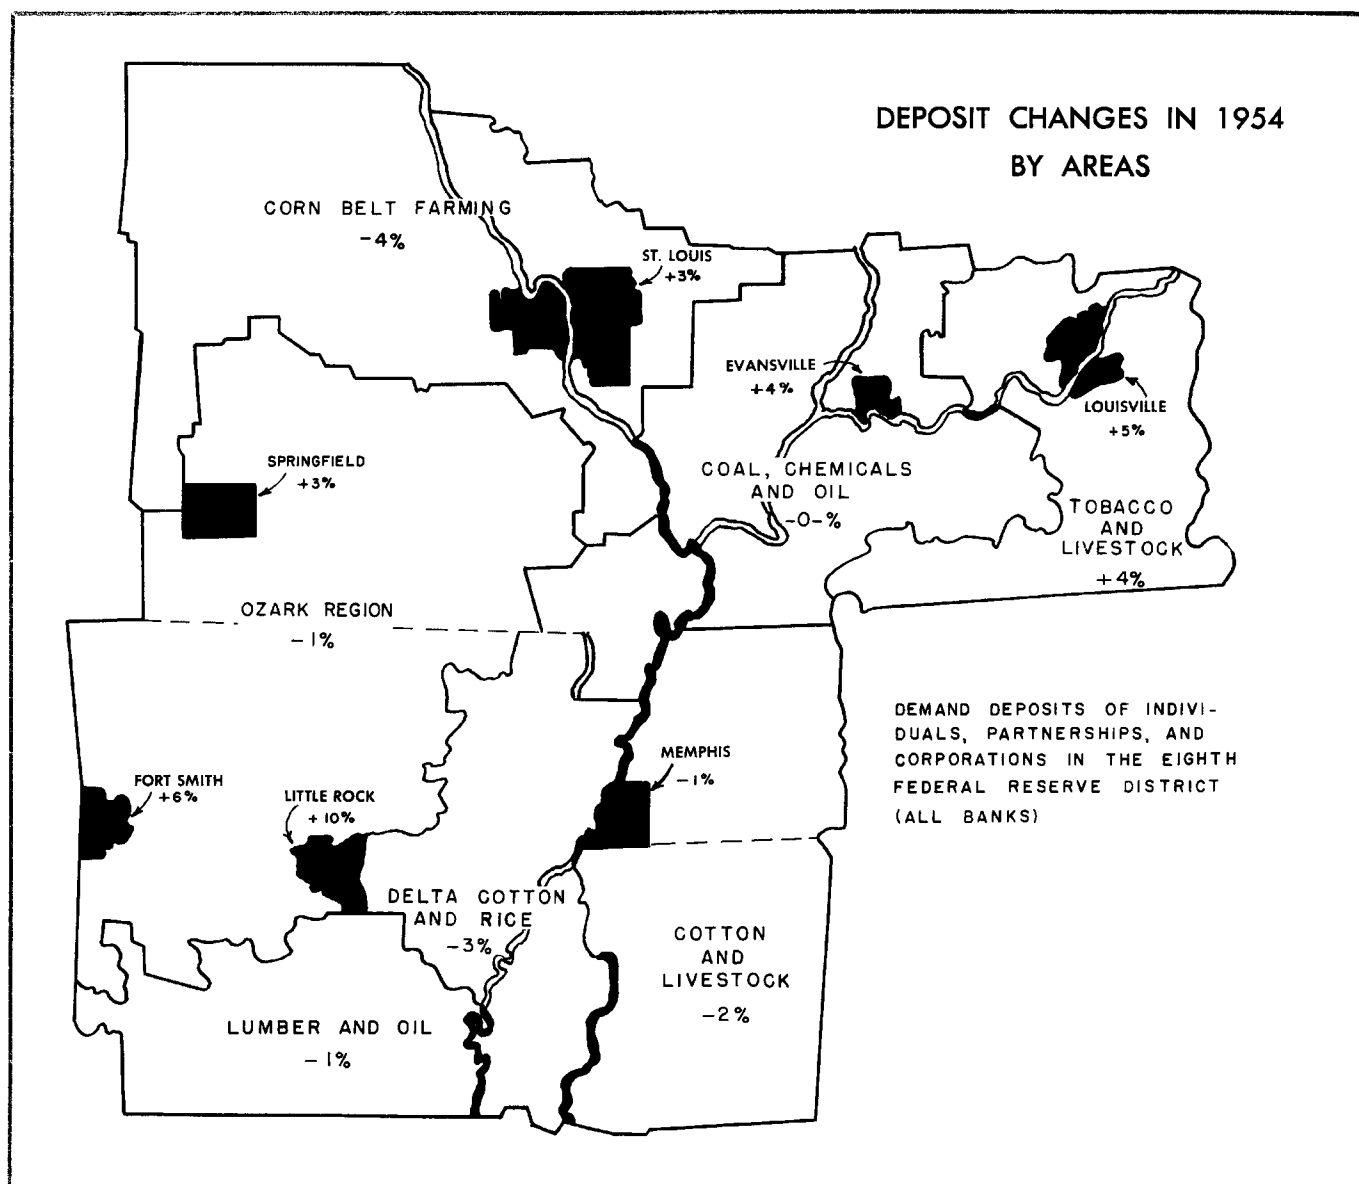 DEPOSIT CHANGES IN 1954
BY AREAS
CORN BELT FARMING
-4%
ST. LOUIS
+3%
EVANSVILLE
+4%
LOUISVILLE
+5%
SPRINGFIELD
+3%
COAL, CHEMICALS
AND OIL
-0-%
TOBACCO
AND
LIVESTOCK
+4%
OZARK REGION
-1%
DEMAND DEPOSITS OF INDIVI-
DUALS, PARTNERSHIPS, AND
CORPORATIONS IN THE EIGHTH
FEDERAL RESERVE DISTRICT
(ALL BANKS)
MEMPHIS
-1%
FORT SMITH
+6%
LITTLE ROCK
+10%
DELTA COTTON
AND RICE
-3%
COTTON
AND
LIVESTOCK
-2%
LUMBER AND OIL
-1%